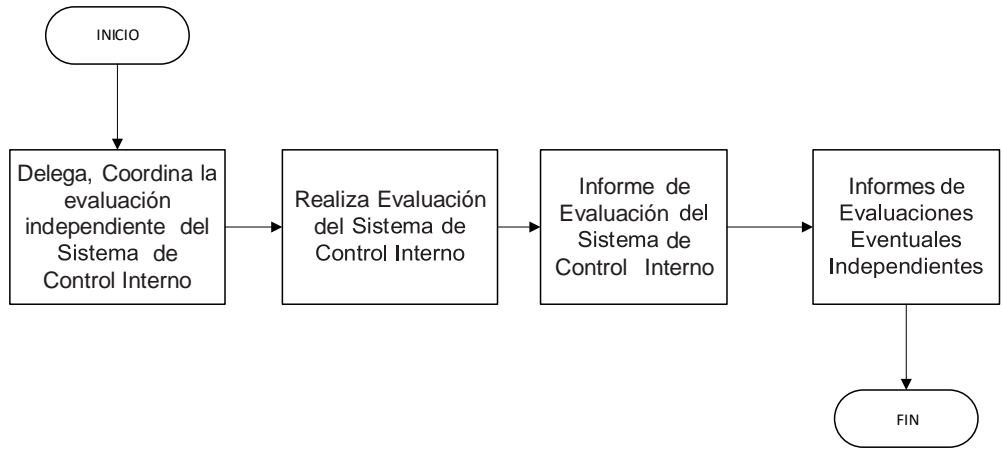 INICIO
Delega, Coordina la
evaluación
independiente del
Sistema de
Control Interno
Realiza Evaluación
del Sistema de
Control Interno
Informe de
Evaluación del
Sistema de
Control Interno
Informes de
Evaluaciones
Eventuales
Independientes
FIN